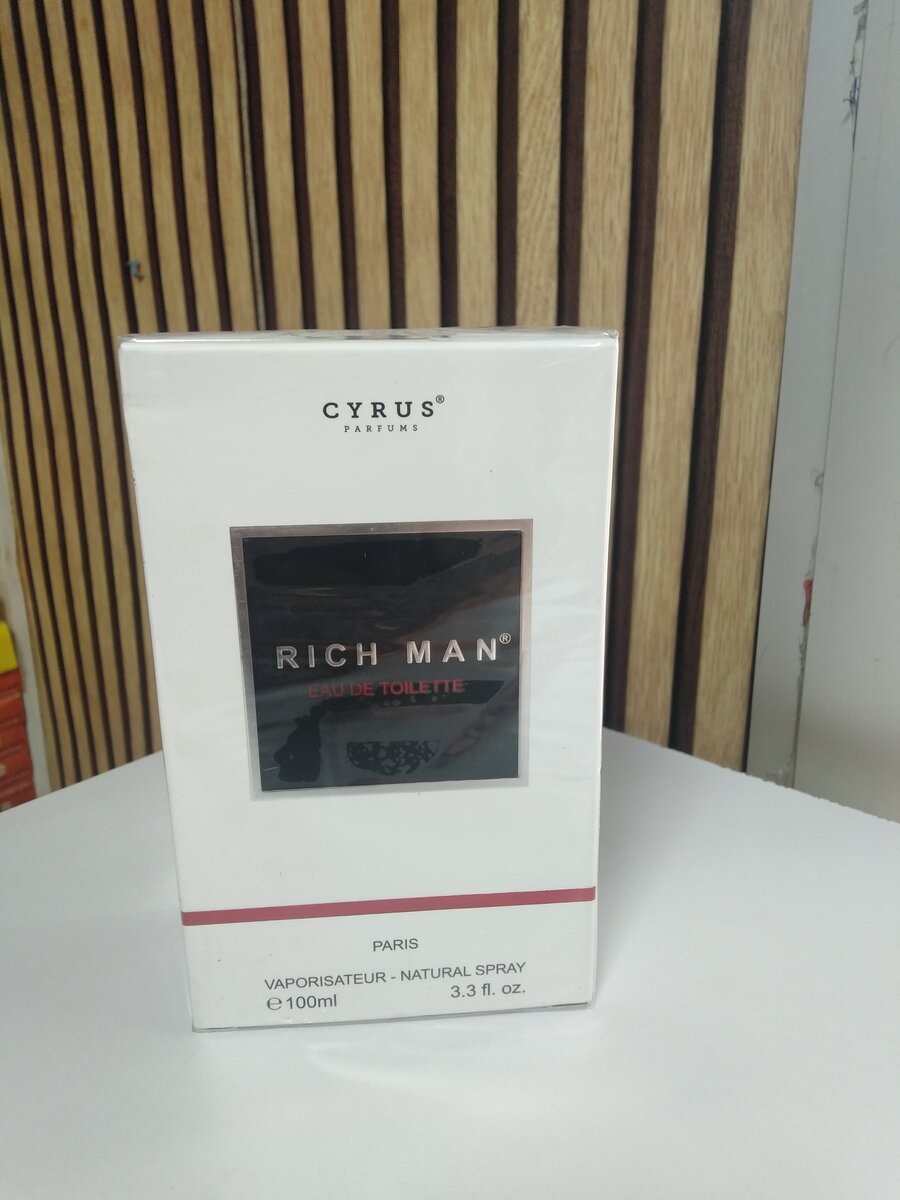 CYRUS®
PARFUMS
RICH MAN®
EAU DE TOILETTE
PARIS
VAPORISATEUR - NATURAL SPRAY
℮100ml 3.3 fl. oz.